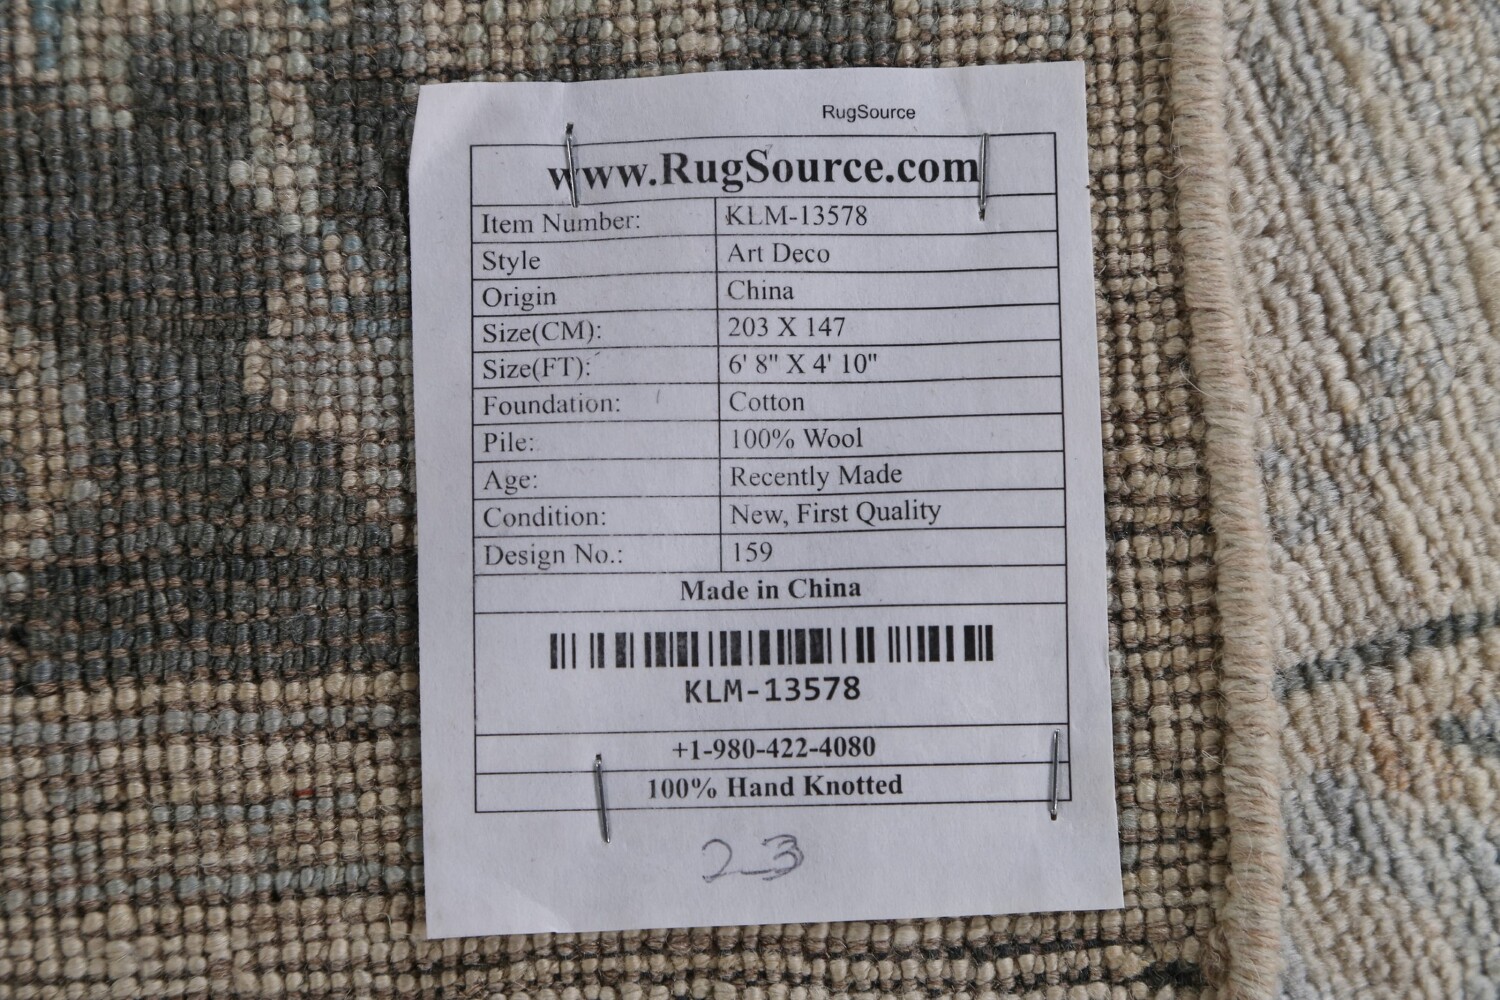 RugSource
www.RugSource.com
Item Number: KLM-13578
Style Art Deco
Origin China
Size(CM): 203 X 147
Size(FT): 6' 8" X 4' 10"
Foundation: Cotton
Pile: 100% Wool
Age: Recently Made
Condition: New, First Quality
Design No.: 159
Made in China
KLM-13578
+1-980-422-4080
100% Hand Knotted
23